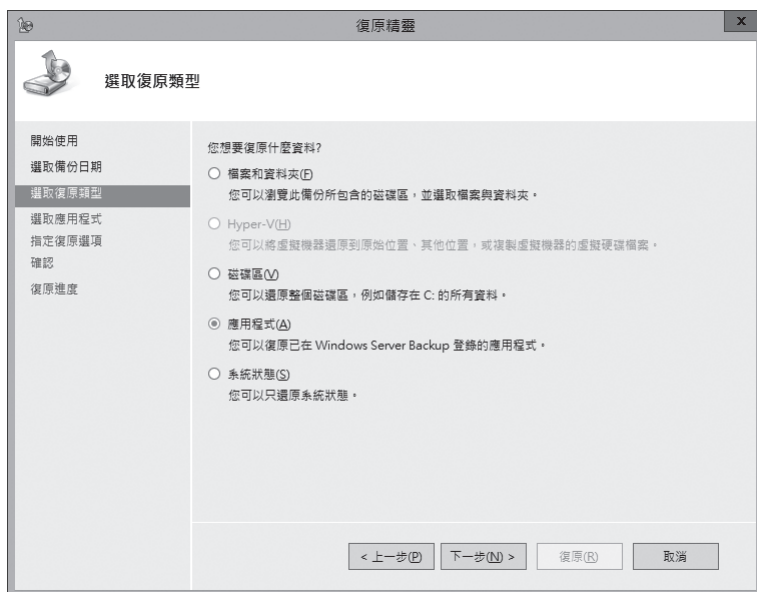 復原精靈
x
選取復原類型
開始使用
選取備份日期
選取復原類型
選取應用程式
指定復原選項
確認
復原進度
您想要復原什麼資料?
檔案和資料夾(F)
您可以瀏覽此備份所包含的磁碟區，並選取檔案與資料夾。
Hyper-V(H)
您可以將虛擬機器還原到原始位置、其他位置，或複製虛擬機器的虛擬硬碟檔案。
磁碟區(V)
您可以還原整個磁碟區，例如儲存在 C: 的所有資料。
應用程式(A)
您可以復原已在 Windows Server Backup 登錄的應用程式。
系統狀態(S)
您可以只還原系統狀態。
< 上一步(P)
下一步(N) >
復原(R)
取消